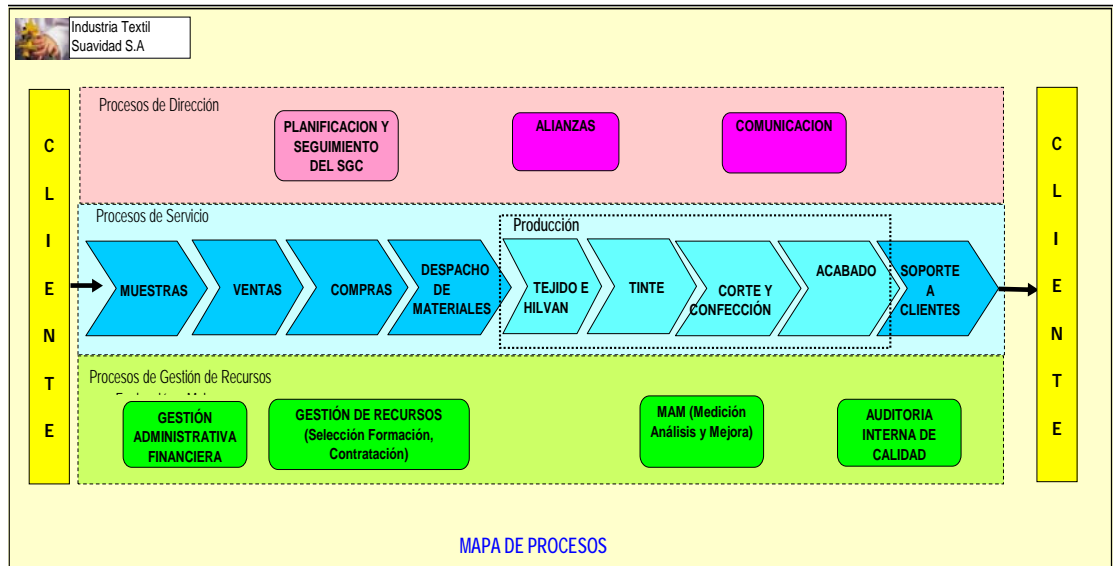 Industria Textil
Suavidad S.A
C
L
I
E
N
T
E
Procesos de Dirección
PLANIFICACION Y
SEGUIMIENTO
DEL SGC
ALIANZAS
COMUNICACION
Procesos de Servicio
Producción
MUESTRAS
VENTAS
COMPRAS
DESPACHO
DE
MATERIALES
TEJIDO E
HILVAN
TINTE
CORTE Y
CONFECCIÓN
ACABADO
SOPORTE
A
CLIENTES
Procesos de Gestión de Recursos
GESTIÓN
ADMINISTRATIVA
FINANCIERA
GESTIÓN DE RECURSOS
(Selección Formación,
Contratación)
MAM (Medición
Análisis y Mejora)
AUDITORIA
INTERNA DE
CALIDAD
C
L
I
E
N
T
E
MAPA DE PROCESOS